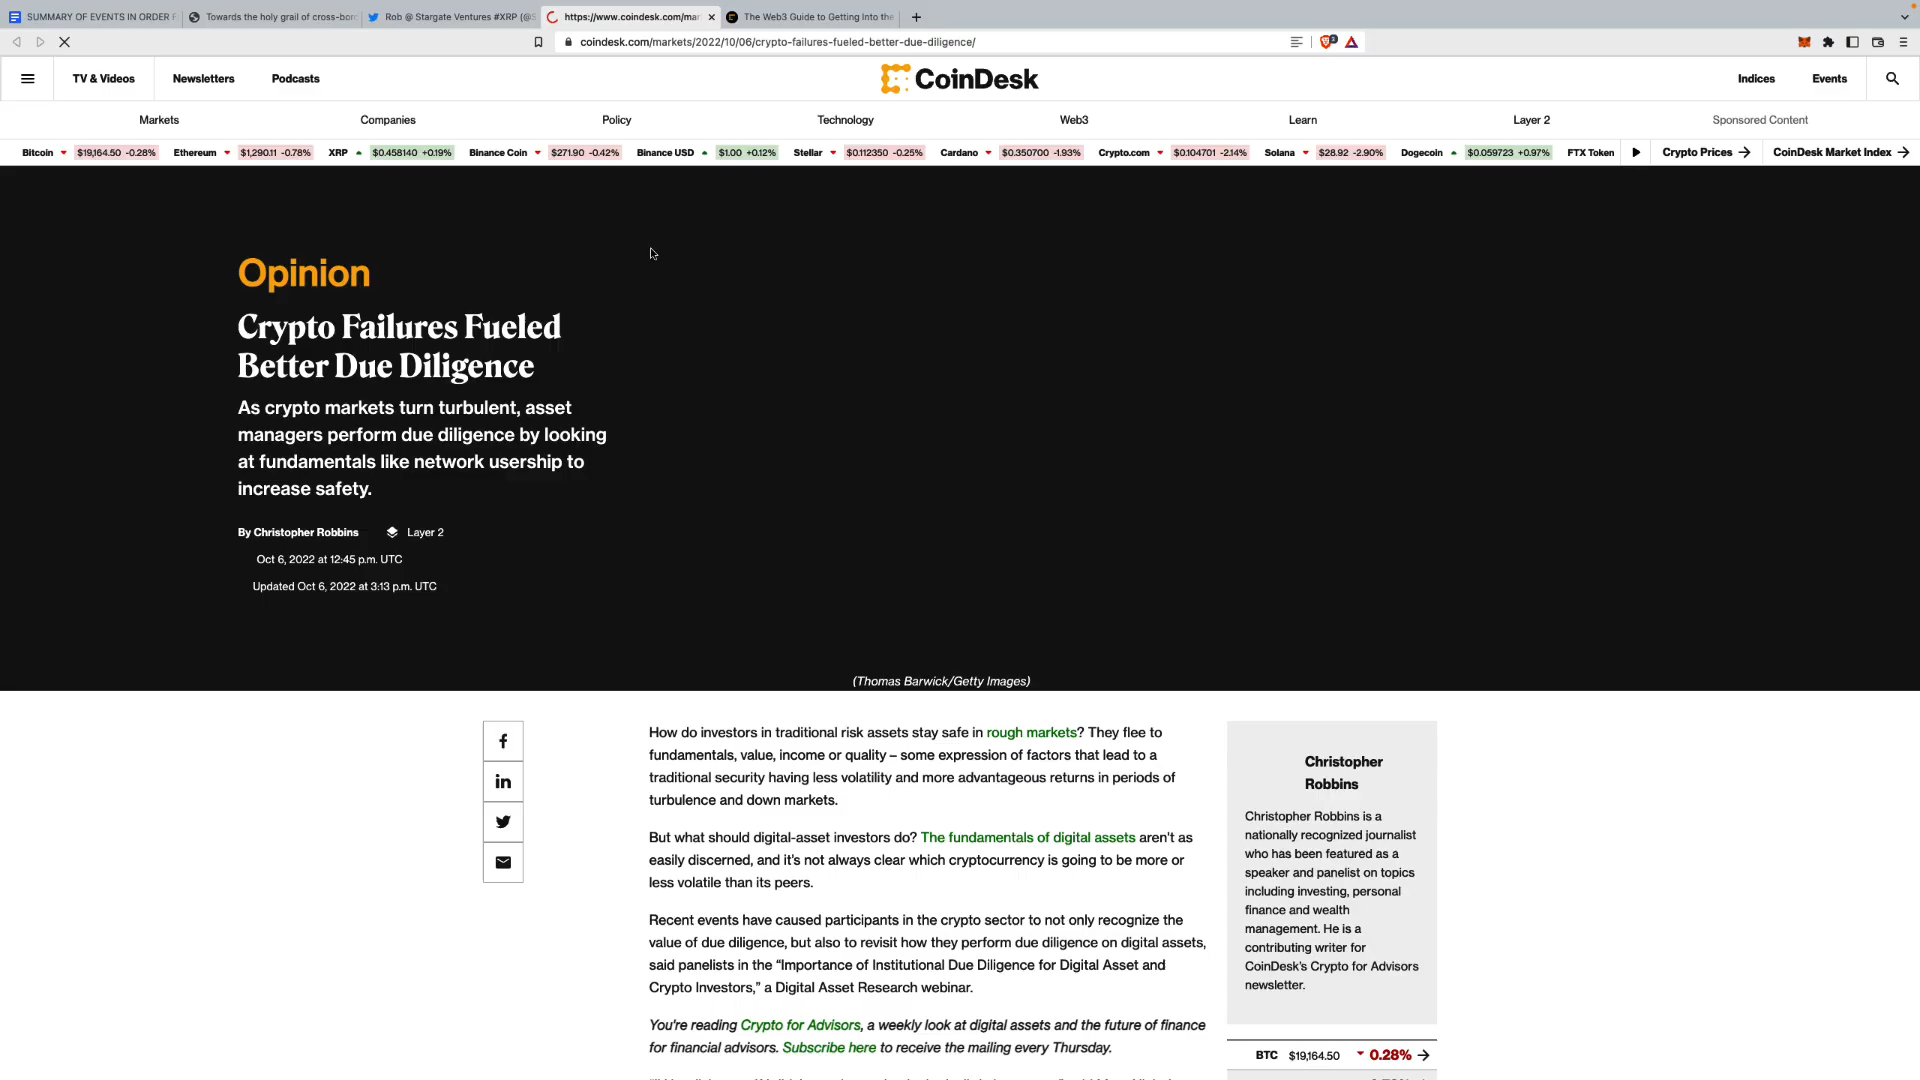 SUMMARY OF EVENTS IN ORDER
Towards the holy grail of cross-bor
Rob @ Stargate Ventures #XRP (@S
https://www.coindesk.com/mar
The Web3 Guide to Getting Into the
coindesk.com/markets/2022/10/06/crypto-failures-fueled-better-due-diligence/
TV & Videos Newsletters Podcasts CoinDesk Indices Events
Markets Companies Policy Technology Web3 Learn Layer 2 Sponsored Content
Bitcoin $19,164.50 -0.28% Ethereum $1,290.11 -0.78% XRP $0.458140 +0.19% Binance Coin $271.90 -0.42% Binance USD $1.00 +0.12% Stellar $0.112350 -0.25% Cardano $0.350700 -1.93% Crypto.com $0.104701 -2.14% Solana $28.92 -2.90% Dogecoin $0.059723 +0.97% FTX Token Crypto Prices CoinDesk Market Index
Opinion
Crypto Failures Fueled
Better Due Diligence
As crypto markets turn turbulent, asset
managers perform due diligence by looking
at fundamentals like network usership to
increase safety.
By Christopher Robbins Layer 2
Oct 6, 2022 at 12:45 p.m. UTC
Updated Oct 6, 2022 at 3:13 p.m. UTC
(Thomas Barwick/Getty Images)
How do investors in traditional risk assets stay safe in rough markets? They flee to
fundamentals, value, income or quality – some expression of factors that lead to a
traditional security having less volatility and more advantageous returns in periods of
turbulence and down markets.
But what should digital-asset investors do? The fundamentals of digital assets aren't as
easily discerned, and it's not always clear which cryptocurrency is going to be more or
less volatile than its peers.
Recent events have caused participants in the crypto sector to not only recognize the
value of due diligence, but also to revisit how they perform due diligence on digital assets,
said panelists in the “Importance of Institutional Due Diligence for Digital Asset and
Crypto Investors,” a Digital Asset Research webinar.
You're reading Crypto for Advisors, a weekly look at digital assets and the future of finance
for financial advisors. Subscribe here to receive the mailing every Thursday.
Christopher
Robbins
Christopher Robbins is a
nationally recognized journalist
who has been featured as a
speaker and panelist on topics
including investing, personal
finance and wealth
management. He is a
contributing writer for
CoinDesk's Crypto for Advisors
newsletter.
BTC $19,164.50 0.28%